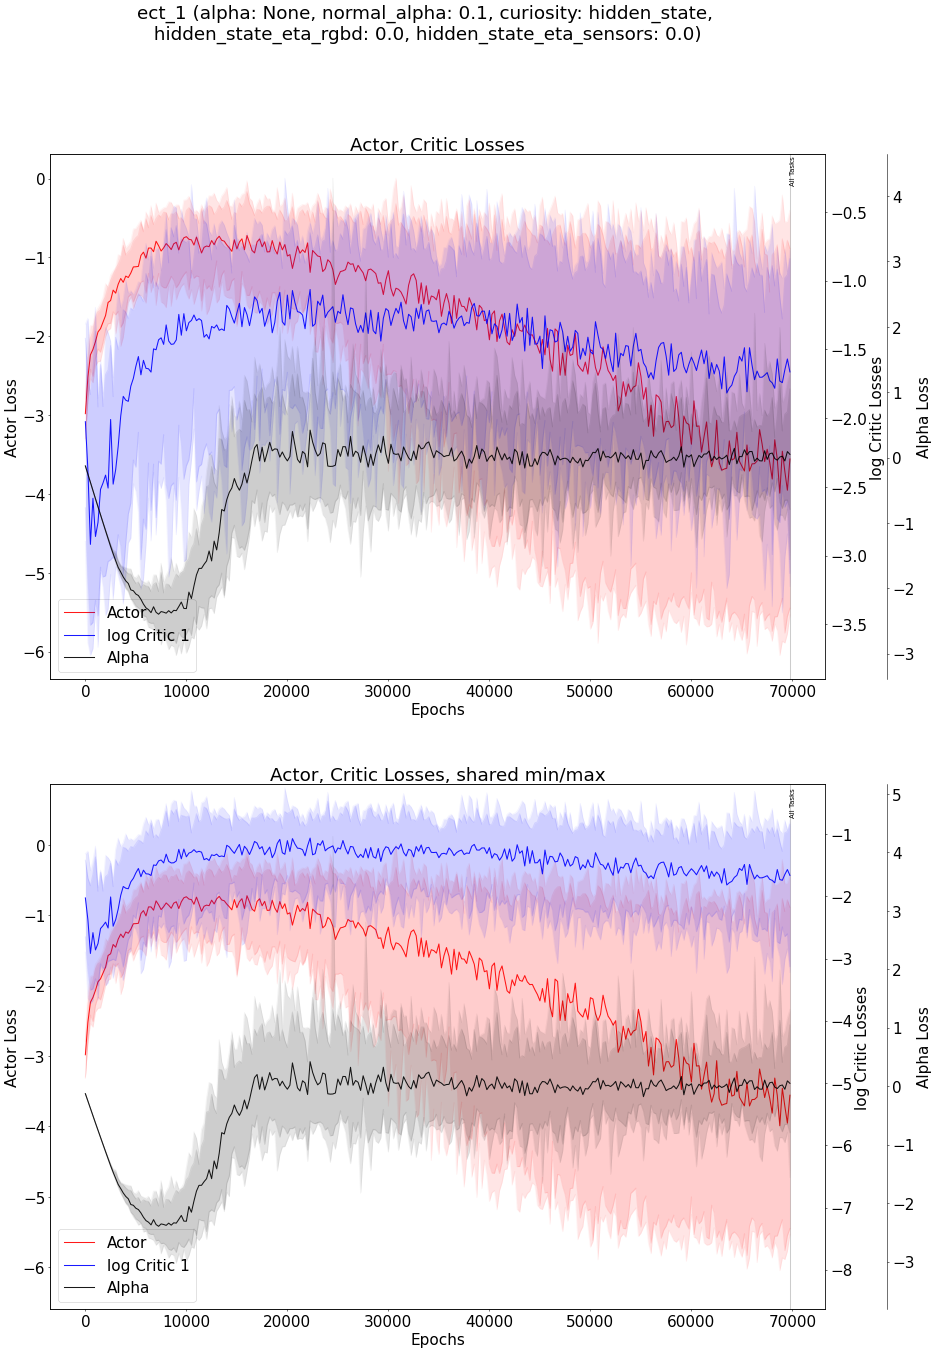 ect_1 (alpha: None, normal_alpha: 0.1, curiosity: hidden_state,
hidden_state_eta_rgbd: 0.0, hidden_state_eta_sensors: 0.0)
Actor, Critic Losses
All Tasks
0
−1
−2
−3
−4
−5
−6
Actor Loss
−0.5
−1.0
−1.5
−2.0
−2.5
−3.0
−3.5
log Critic Losses
4
3
2
1
0
−1
−2
−3
Alpha Loss
Actor
log Critic 1
Alpha
0 10000 20000 30000 40000 50000 60000 70000
Epochs
Actor, Critic Losses, shared min/max
All Tasks
0
−1
−2
−3
−4
−5
−6
Actor Loss
−1
−2
−3
−4
−5
−6
−7
−8
log Critic Losses
5
4
3
2
1
0
−1
−2
−3
Alpha Loss
Actor
log Critic 1
Alpha
0 10000 20000 30000 40000 50000 60000 70000
Epochs